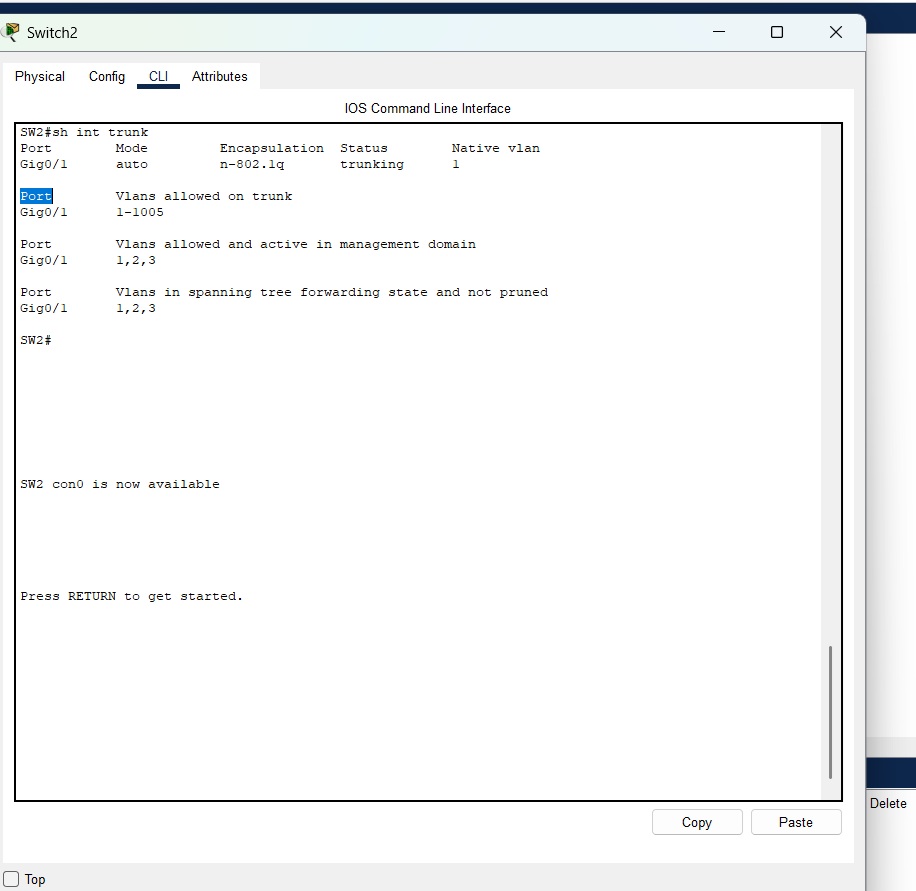 Switch2
Physical Config CLI Attributes
IOS Command Line Interface
SW2#sh int trunk
Port Mode Encapsulation Status Native vlan
Gig0/1 auto n-802.1q trunking 1
Port Vlans allowed on trunk
Gig0/1 1-1005
Port Vlans allowed and active in management domain
Gig0/1 1,2,3
Port Vlans in spanning tree forwarding state and not pruned
Gig0/1 1,2,3
SW2#
SW2 con0 is now available
Press RETURN to get started.
Delete
Copy Paste
Top